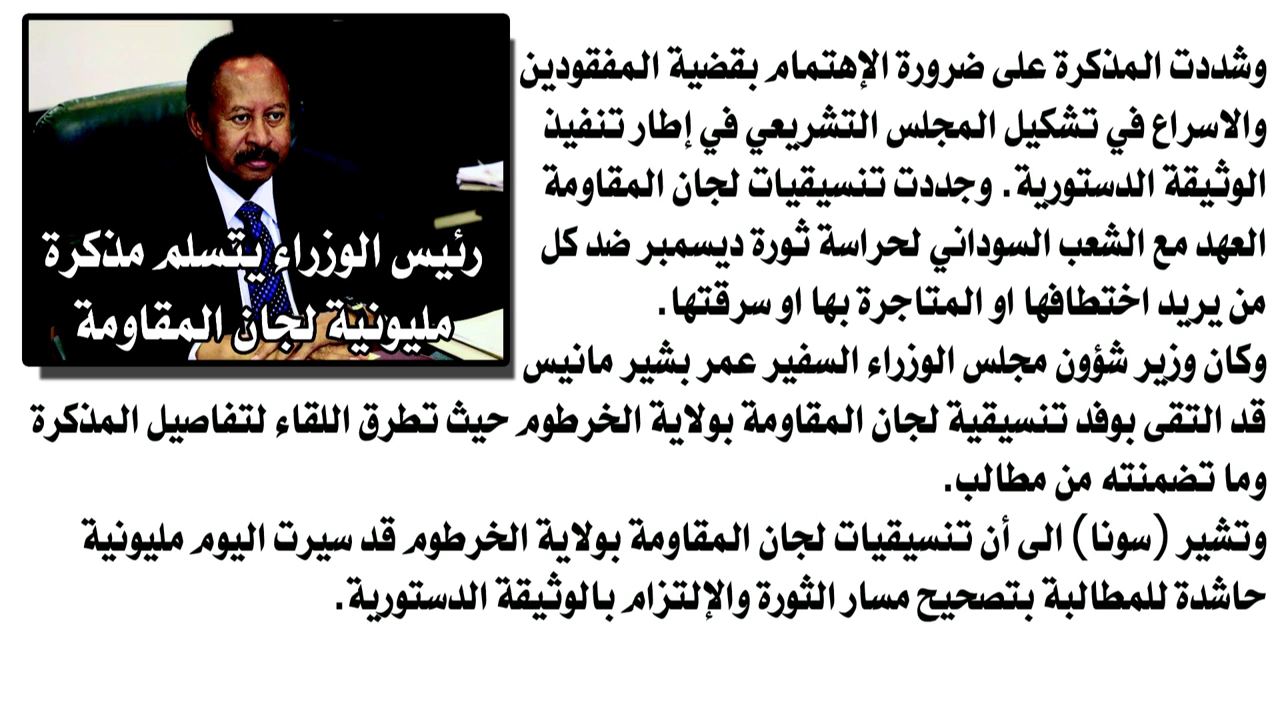 رئيس الوزراء يتسلم مذكرة
مليونية لجان المقاومة
وشددت المذكرة على ضرورة الإهتمام بقضية المفقودين
والاسراع في تشكيل المجلس التشريعي في إطار تنفيذ
الوثيقة الدستورية. وجددت تنسيقيات لجان المقاومة
العهد مع الشعب السوداني لحراسة ثورة ديسمبر ضد كل
من يريد اختطافها او المتاجرة بها او سرقتها.
وكان وزير شؤون مجلس الوزراء السفير عمر بشير مانيس
قد التقى بوفد تنسيقية لجان المقاومة بولاية الخرطوم حيث تطرق اللقاء لتفاصيل المذكرة
وما تضمنته من مطالب.
وتشير (سونا) الى أن تنسيقيات لجان المقاومة بولاية الخرطوم قد سيرت اليوم مليونية
حاشدة للمطالبة بتصحيح مسار الثورة والإلتزام بالوثيقة الدستورية.